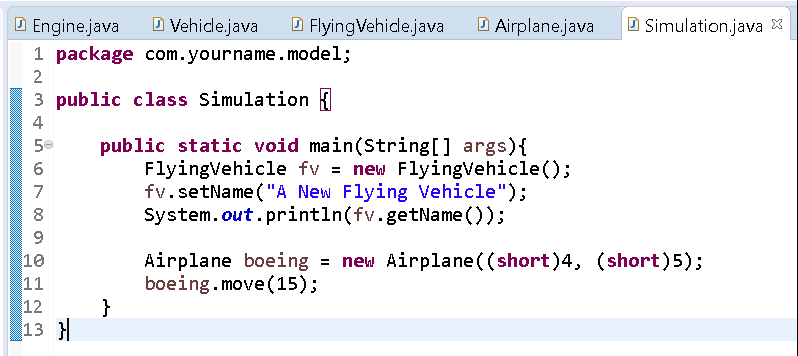 Engine.java Vehicle.java FlyingVehicle.java Airplane.java Simulation.java
1 package com.yourname.model;
2
3 public class Simulation {
4
5 public static void main(String[] args){
6 FlyingVehicle fv = new FlyingVehicle();
7 fv.setName("A New Flying Vehicle");
8 System.out.println(fv.getName());
9
10 Airplane boeing = new Airplane((short)4, (short)5);
11 boeing.move(15);
12 }
13 }